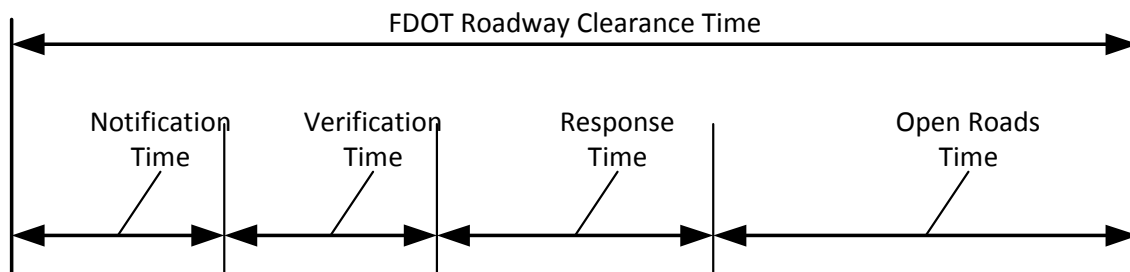 FDOT Roadway Clearance Time
Notification
Time
Verification
Time
Response
Time
Open Roads
Time